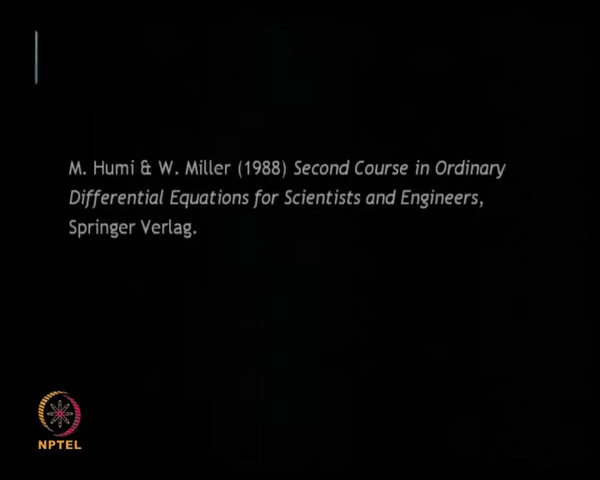 M. Humi & W. Miller (1988) Second Course in Ordinary
Differential Equations for Scientists and Engineers,
Springer Verlag.
NPTEL